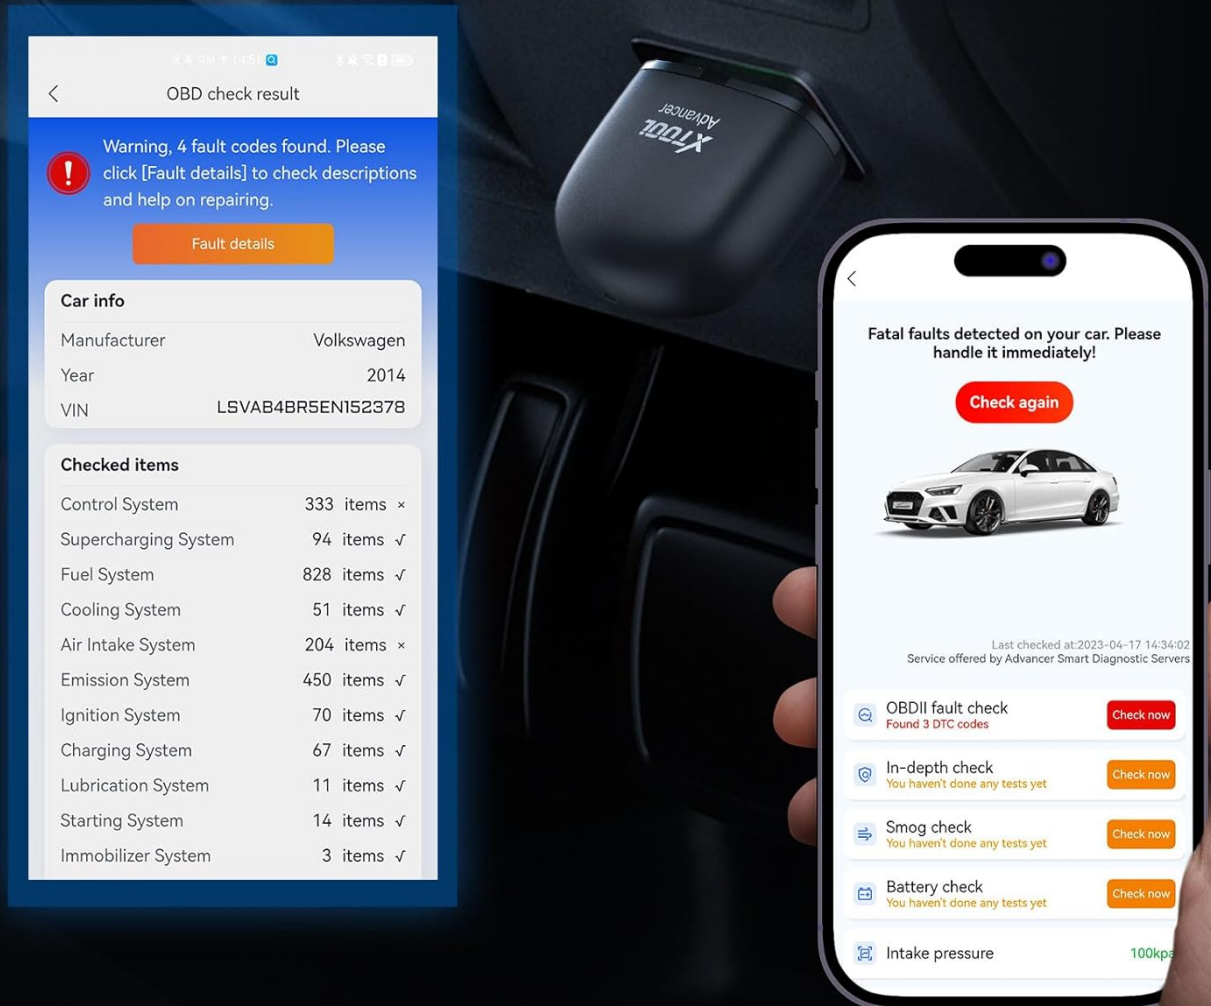 OBD check result
Warning, 4 fault codes found. Please
click [Fault details] to check descriptions
and help on repairing.
Fault details
Car info
Manufacturer Volkswagen
Year 2014
VIN LSVAB4BR5EN152378
Checked items
Control System 333 items ×
Supercharging System 94 items √
Fuel System 828 items √
Cooling System 51 items √
Air Intake System 204 items ×
Emission System 450 items √
Ignition System 70 items √
Charging System 67 items √
Lubrication System 11 items √
Starting System 14 items √
Immobilizer System 3 items √
XTOOL
Advancer
Fatal faults detected on your car. Please
handle it immediately!
Check again
Last checked at:2023-04-17 14:34:02
Service offered by Advancer Smart Diagnostic Servers
OBDII fault check
Found 3 DTC codes
Check now
In-depth check
You haven't done any tests yet
Check now
Smog check
You haven't done any tests yet
Check now
Battery check
You haven't done any tests yet
Check now
Intake pressure 100kpa